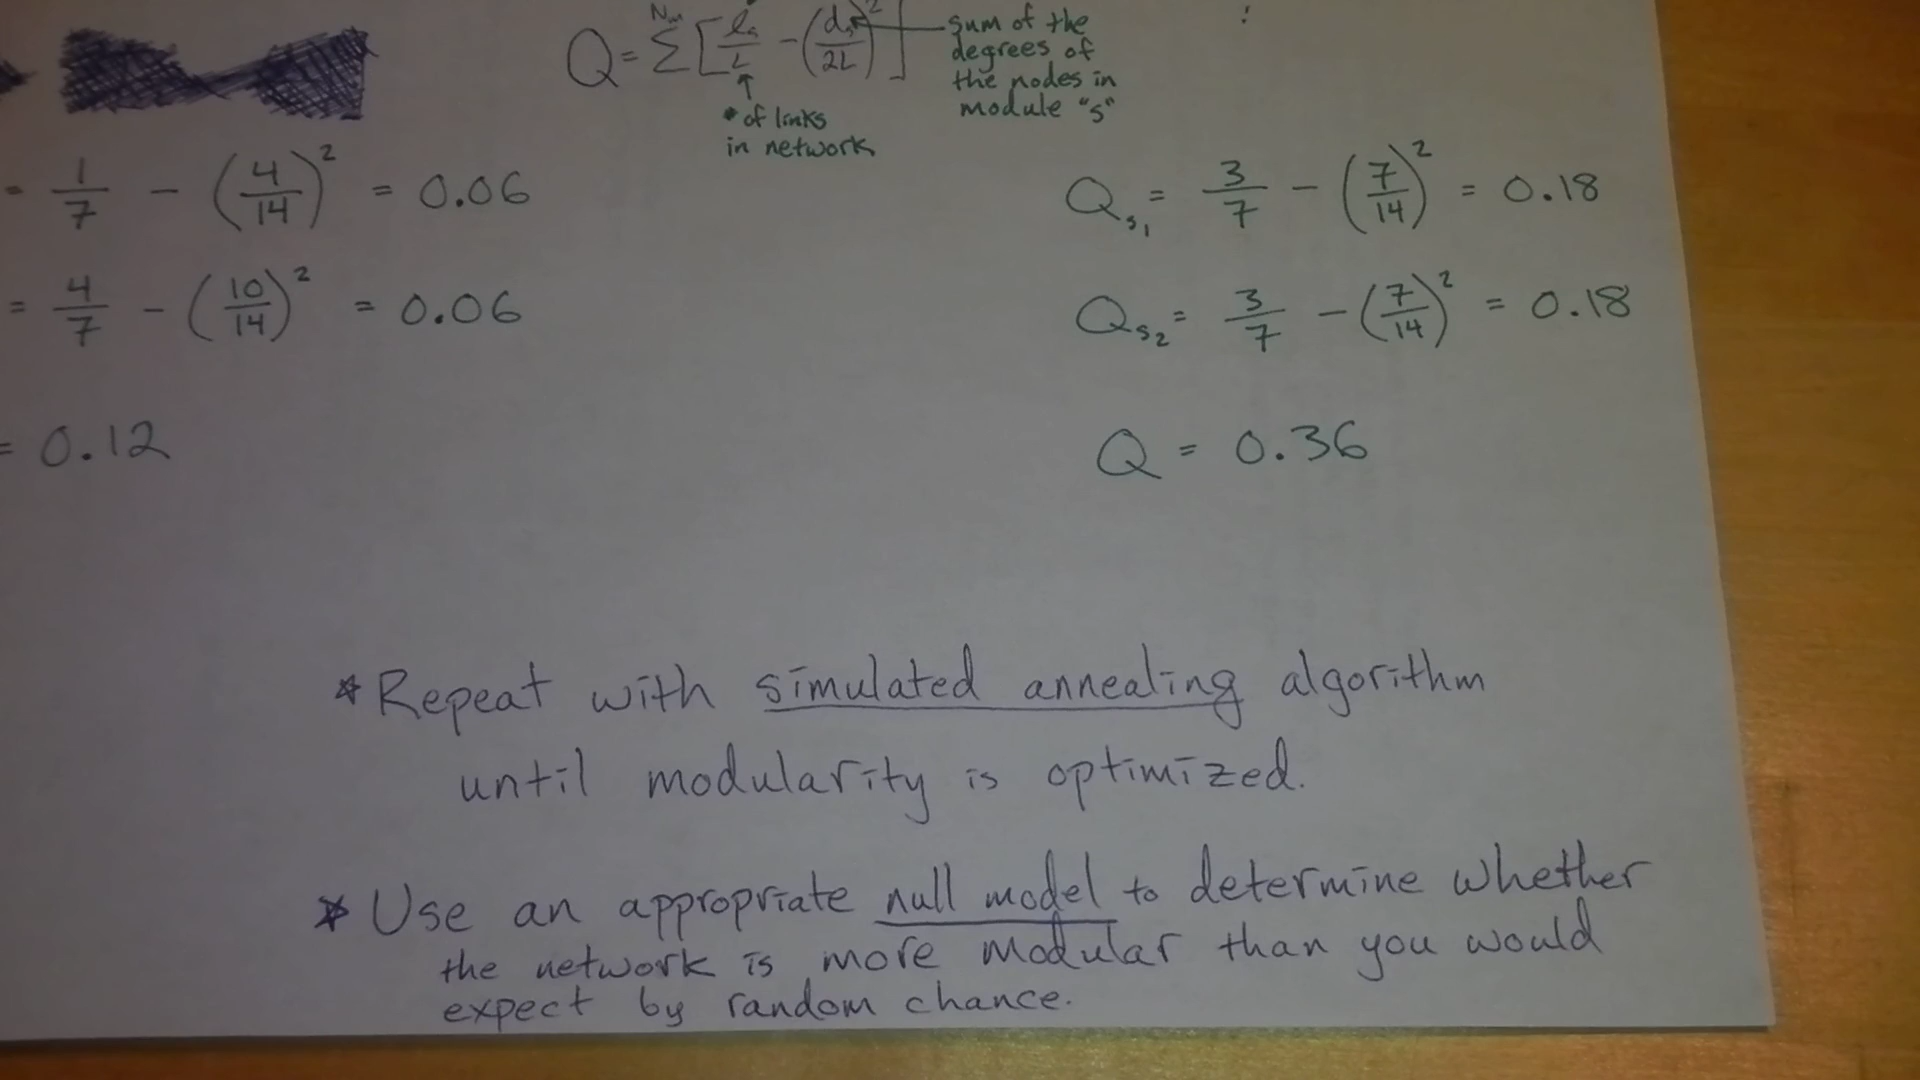 Q = Σ [ ls/L - (ds/2L)² ]
Nm
sum of the
degrees of
the nodes in
module "s"
# of links
in network
= 1/7 - (4/14)² = 0.06
= 4/7 - (10/14)² = 0.06
= 0.12
Qs₁ = 3/7 - (7/14)² = 0.18
Qs₂ = 3/7 - (7/14)² = 0.18
Q = 0.36
* Repeat with simulated annealing algorithm
until modularity is optimized.
* Use an appropriate null model to determine whether
the network is more modular than you would
expect by random chance.